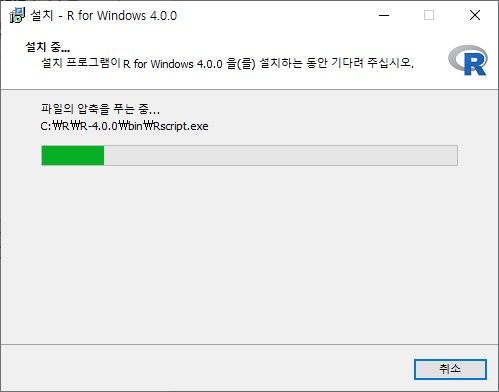 설치 - R for Windows 4.0.0
설치 중...
설치 프로그램이 R for Windows 4.0.0 을(를) 설치하는 동안 기다려 주십시오.
R
파일의 압축을 푸는 중...
C:₩R₩R-4.0.0₩bin₩Rscript.exe
취소